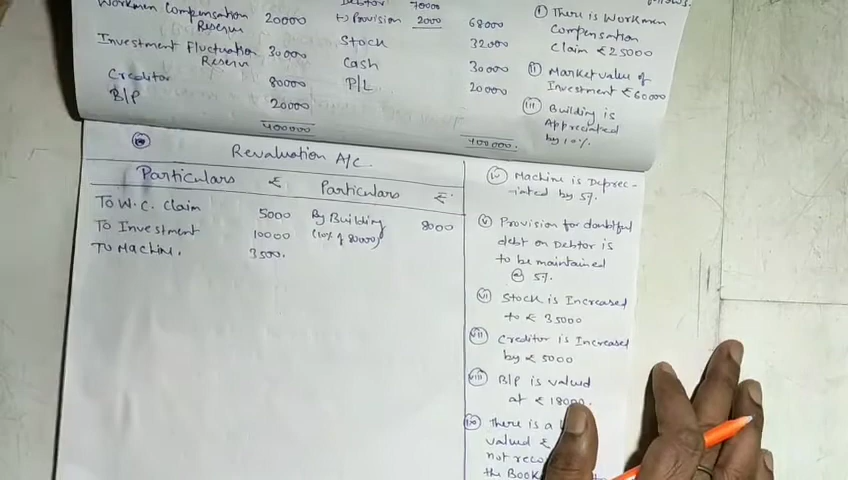 Workmen Compensation Reserve 20000
Debtor 70000
(-) Provision 2000 68000
Investment Fluctuation Reserve 30000
Stock 32000
Creditor 80000
Cash 30000
B/P 20000
P/L 20000
400000 400000
follows.
(i) There is Workmen
Compensation
Claim ₹ 25000
(ii) Market value of
Investment ₹ 60000
(iii) Building is
Appreciated
by 10%.
Revaluation A/c.
Particulars ₹ Particulars ₹
To W.C. Claim 5000 By Building 8000
To Investment 10000 (10% of 80000)
To Machine. 3500.
(iv) Machine is Deprec-
iated by 5%.
(v) Provision for doubtful
debt on Debtor is
to be maintained
@ 5%.
(vi) Stock is Increased
to ₹ 35000
(vii) Creditor is Increased
by ₹ 5000
(viii) B/P is valued
at ₹ 18000.
(ix) There is a
valued ₹
not reco
the Book